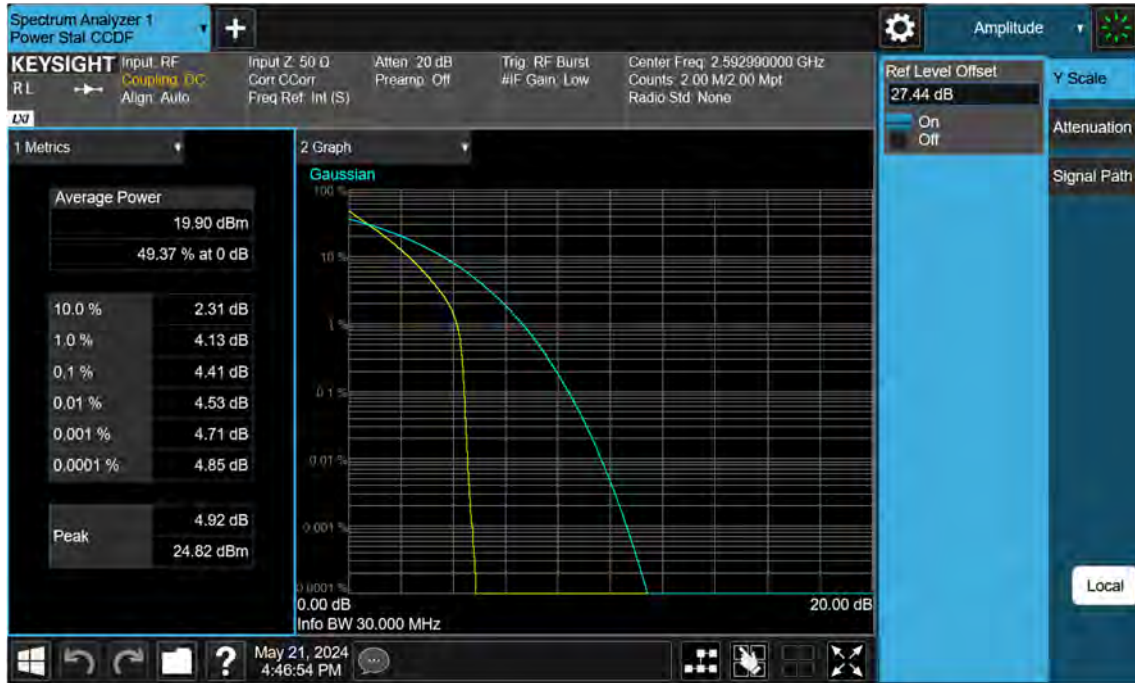 Spectrum Analyzer 1
Power Stat CCDF
+
Amplitude
KEYSIGHT
RL
LXI
Input: RF
Coupling: DC
Align: Auto
Input Z: 50 Ω
Corr CCorr
Freq Ref: Int (S)
Atten: 20 dB
Preamp: Off
Trig: RF Burst
#IF Gain: Low
Center Freq: 2.592990000 GHz
Counts: 2.00 M/2.00 Mpt
Radio Std: None
Ref Level Offset
27.44 dB
On
Off
Y Scale
Attenuation
Signal Path
Local
1 Metrics
Average Power
19.90 dBm
49.37 % at 0 dB
10.0 % 2.31 dB
1.0 % 4.13 dB
0.1 % 4.41 dB
0.01 % 4.53 dB
0.001 % 4.71 dB
0.0001 % 4.85 dB
Peak
4.92 dB
24.82 dBm
2 Graph
Gaussian
100 %
10 %
1 %
0.1 %
0.01 %
0.001 %
0.0001 %
0.00 dB 20.00 dB
Info BW 30.000 MHz
?
May 21, 2024
4:46:54 PM